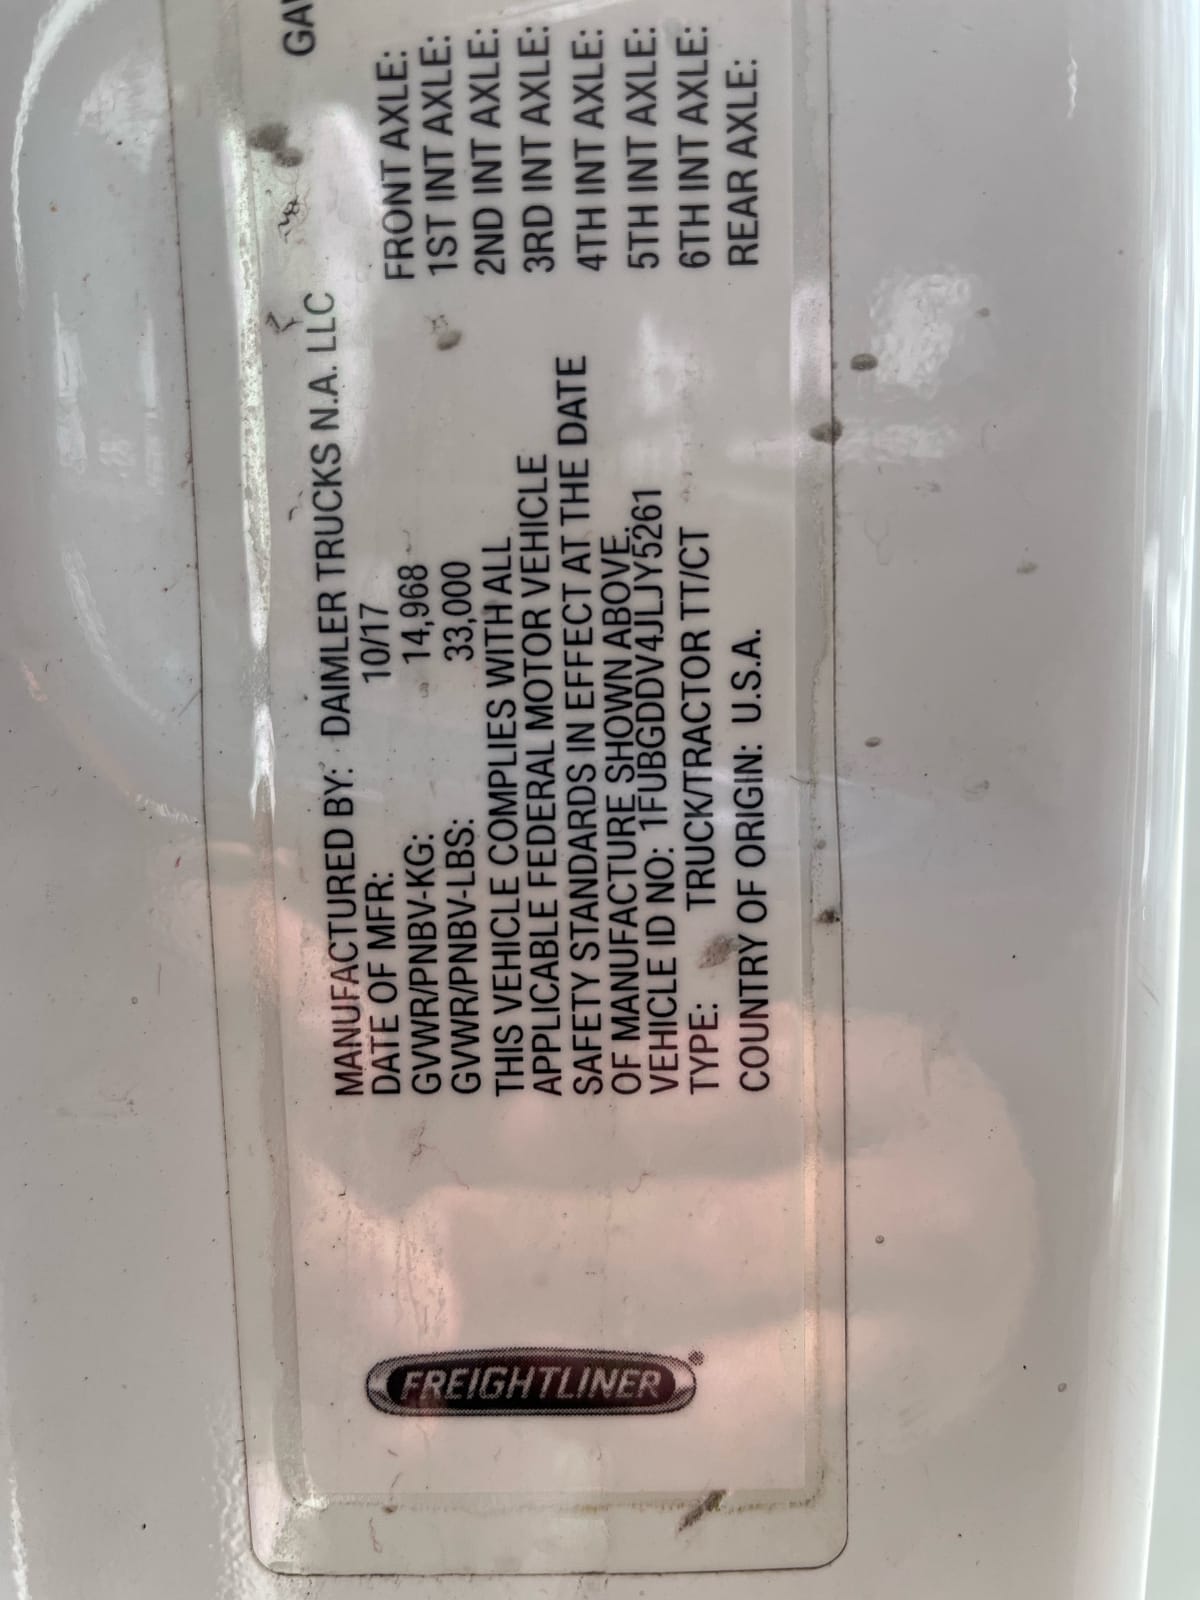 FREIGHTLINER
MANUFACTURED BY: DAIMLER TRUCKS N.A. LLC
DATE OF MFR: 10/17
GVWR/PNBV-KG: 14,968
GVWR/PNBV-LBS: 33,000
THIS VEHICLE COMPLIES WITH ALL
APPLICABLE FEDERAL MOTOR VEHICLE
SAFETY STANDARDS IN EFFECT AT THE DATE
OF MANUFACTURE SHOWN ABOVE.
VEHICLE ID NO: 1FUBGDDV4JLJY5261
TYPE: TRUCK/TRACTOR TT/CT
COUNTRY OF ORIGIN: U.S.A.
FRONT AXLE:
1ST INT AXLE:
2ND INT AXLE:
3RD INT AXLE:
4TH INT AXLE:
5TH INT AXLE:
6TH INT AXLE:
REAR AXLE: